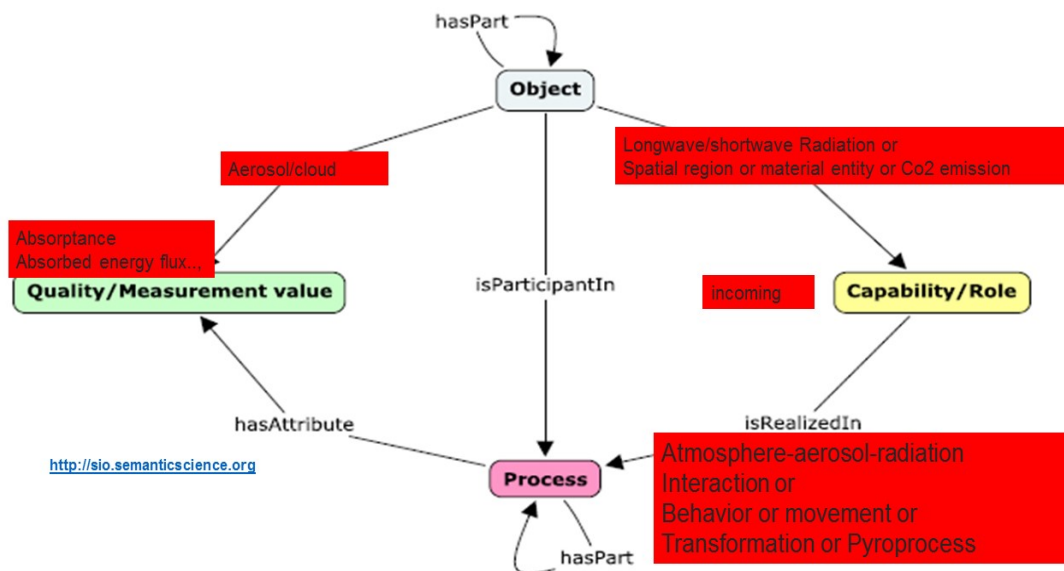 hasPart
Object
Longwave/shortwave Radiation or
Spatial region or material entity or Co2 emission
Aerosol/cloud
Absorptance
Absorbed energy flux..,
Quality/Measurement value
isParticipantIn
incoming
Capability/Role
hasAttribute
isRealizedIn
http://sio.semanticscience.org
Process
Atmosphere-aerosol-radiation
Interaction or
Behavior or movement or
Transformation or Pyroprocess
hasPart